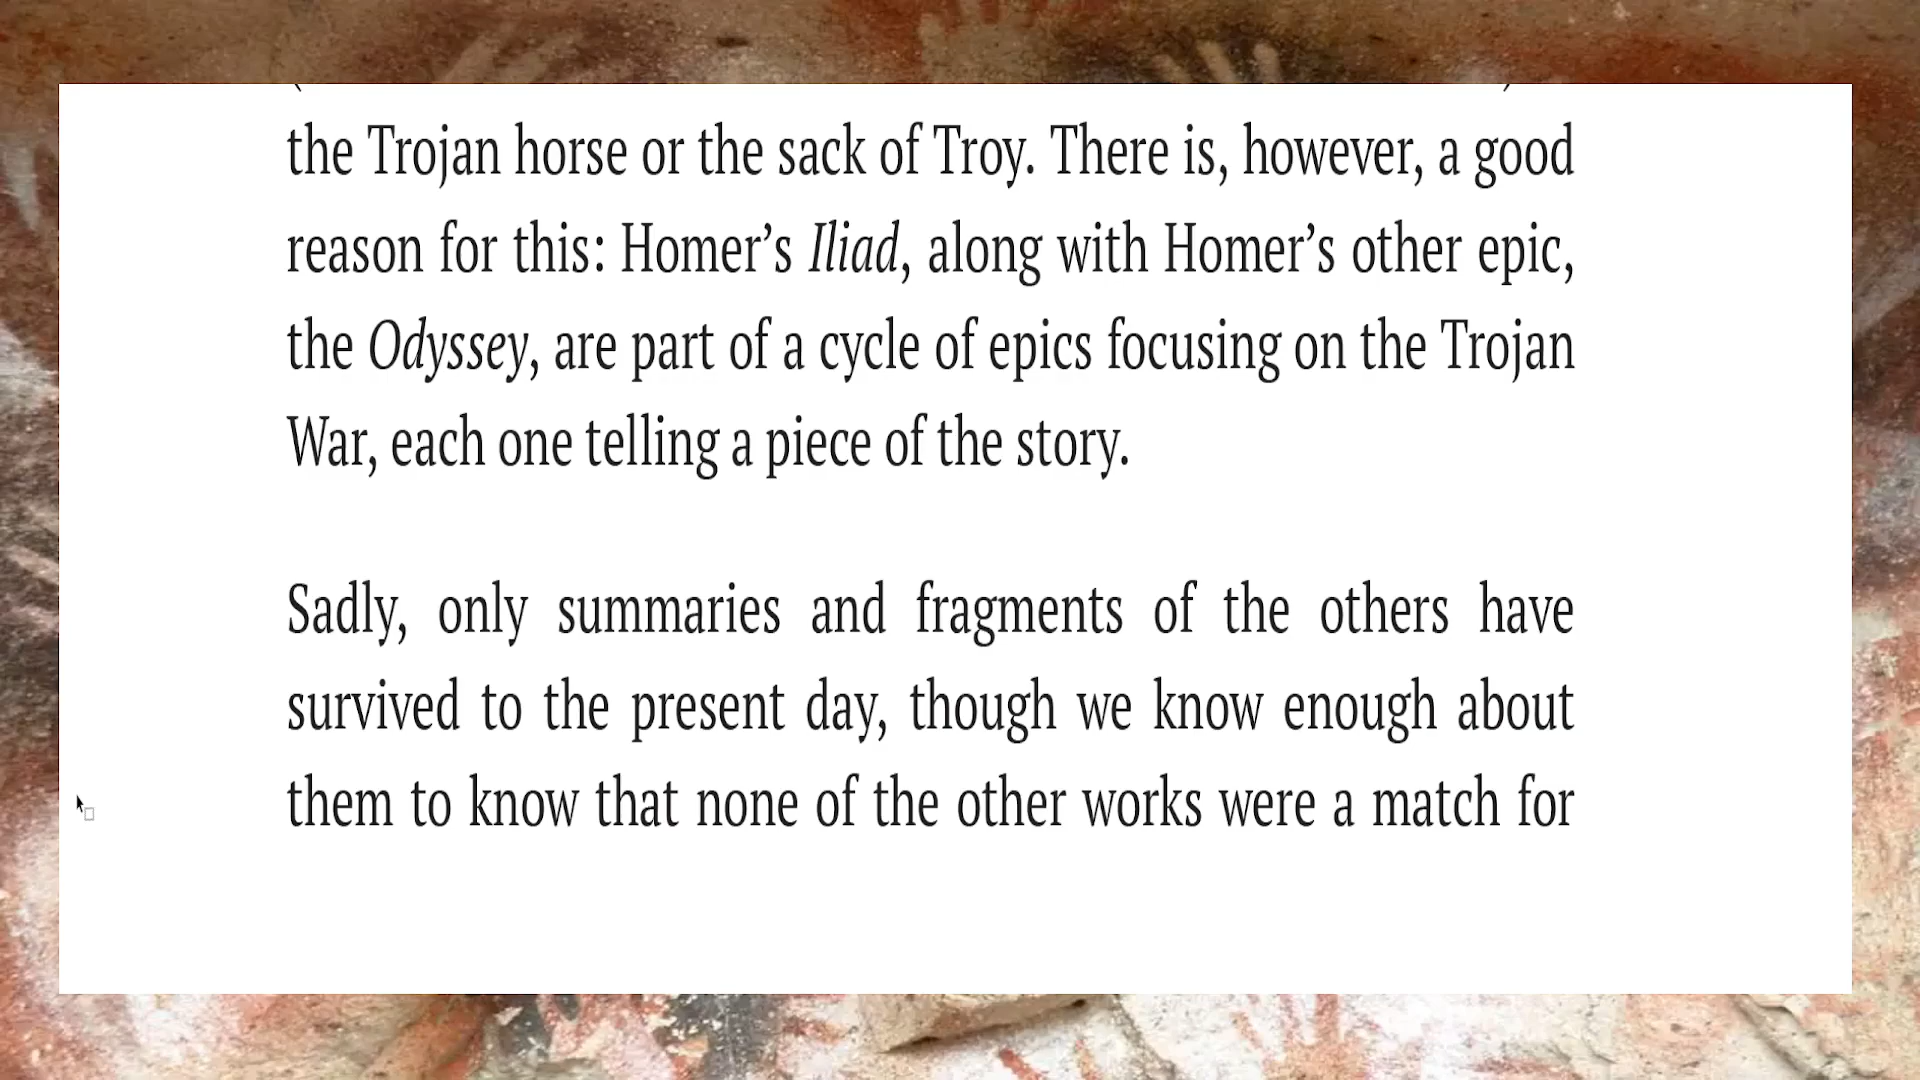 the Trojan horse or the sack of Troy. There is, however, a good
reason for this: Homer’s Iliad, along with Homer’s other epic,
the Odyssey, are part of a cycle of epics focusing on the Trojan
War, each one telling a piece of the story.
Sadly, only summaries and fragments of the others have
survived to the present day, though we know enough about
them to know that none of the other works were a match for